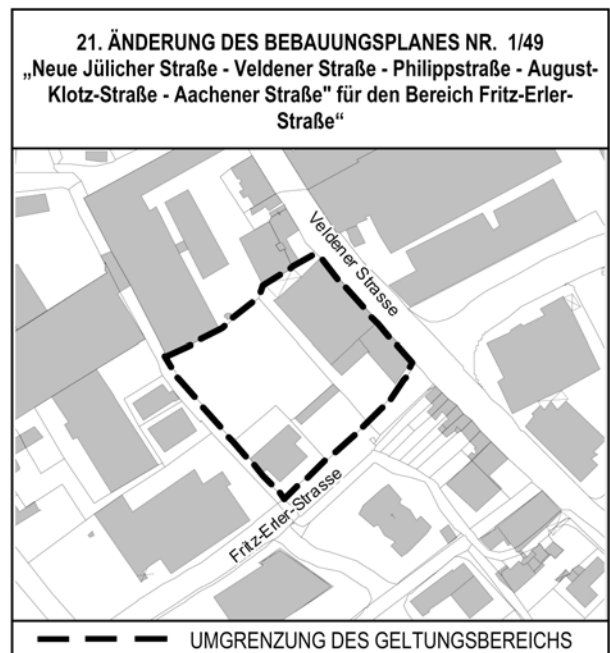 21. ÄNDERUNG DES BEBAUUNGSPLANES NR. 1/49
„Neue Jülicher Straße - Veldener Straße - Philippstraße - August-
Klotz-Straße - Aachener Straße" für den Bereich Fritz-Erler-
Straße“
Veldener Strasse
Fritz-Erler-Strasse
UMGRENZUNG DES GELTUNGSBEREICHS